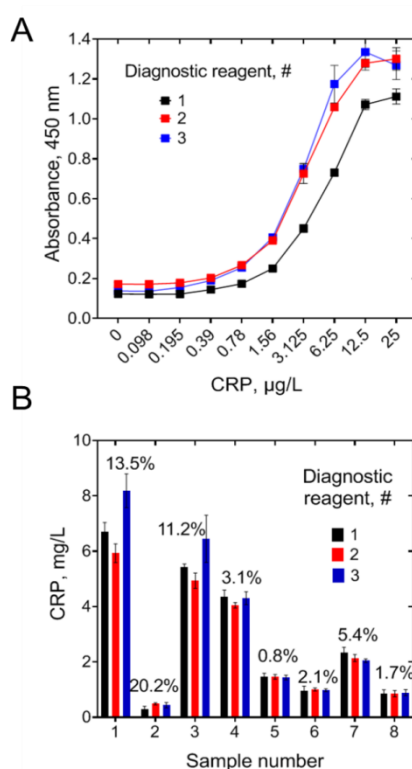 A
Diagnostic reagent, #
1
2
3
Absorbance, 450 nm
1.4
1.2
1.0
0.8
0.6
0.4
0.2
0.0
0 0.098 0.195 0.39 0.78 1.56 3.125 6.25 12.5 25
CRP, µg/L
B
Diagnostic reagent, #
1
2
3
CRP, mg/L
10
8
6
4
2
0
13.5% 20.2% 11.2% 3.1% 0.8% 2.1% 5.4% 1.7%
1 2 3 4 5 6 7 8
Sample number